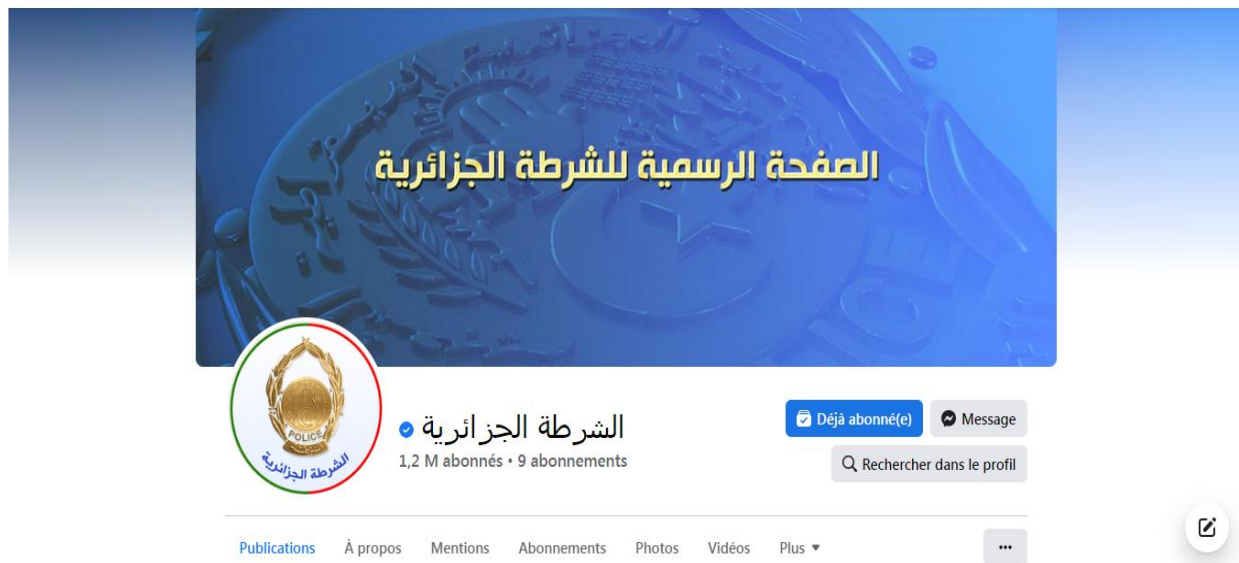 الصفحة الرسمية للشرطة الجزائرية
POLICE
الشرطة الجزائرية
الشرطة الجزائرية
1,2 M abonnés • 9 abonnements
Déjà abonné(e)
Message
Rechercher dans le profil
Publications À propos Mentions Abonnements Photos Vidéos Plus